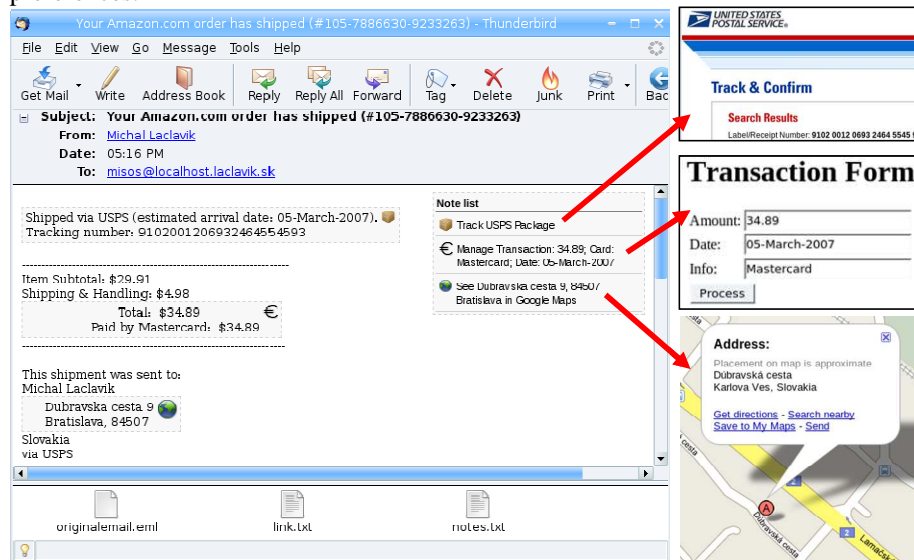 Your Amazon.com order has shipped (#105-7886630-9233263) - Thunderbird
File Edit View Go Message Tools Help
Get Mail Write Address Book Reply Reply All Forward Tag Delete Junk Print Bac
Subject: Your Amazon.com order has shipped (#105-7886630-9233263)
From: Michal Laclavik
Date: 05:16 PM
To: misos@localhost.laclavik.sk
Shipped via USPS (estimated arrival date: 05-March-2007).
Tracking number: 9102001206932464554593
Item Subtotal: $29.91
Shipping & Handling: $4.98
Total: $34.89 €
Paid by Mastercard: $34.89
This shipment was sent to:
Michal Laclavik
Dubravska cesta 9
Bratislava, 84507
Slovakia
via USPS
Note list
Track USPS Package
€ Manage Transaction: 34.89; Card:
Mastercard; Date: 05-March-2007
See Dubravska cesta 9, 84507
Bratislava in Google Maps
originalemail.eml link.txt notes.txt
UNITED STATES
POSTAL SERVICE®
Track & Confirm
Search Results
Label/Receipt Number: 9102 0012 0693 2464 5545 9
Transaction Form
Amount: 34.89
Date: 05-March-2007
Info: Mastercard
Process
Address:
Placement on map is approximate
Dúbravská cesta
Karlova Ves, Slovakia
Get directions - Search nearby
Save to My Maps - Send
cesta
2
A
2
Dúbravská cesta
Lamačsk